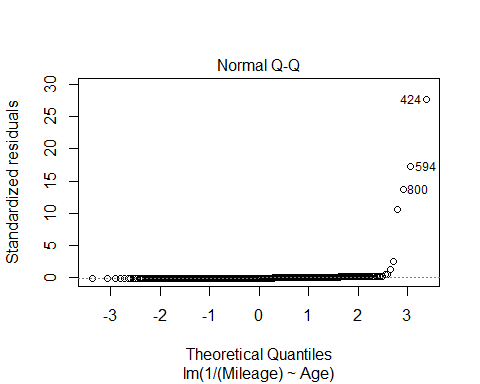 Normal Q-Q
Standardized residuals
30
25
20
15
10
5
0
424
594
800
-3 -2 -1 0 1 2 3
Theoretical Quantiles
lm(1/(Mileage) ~ Age)